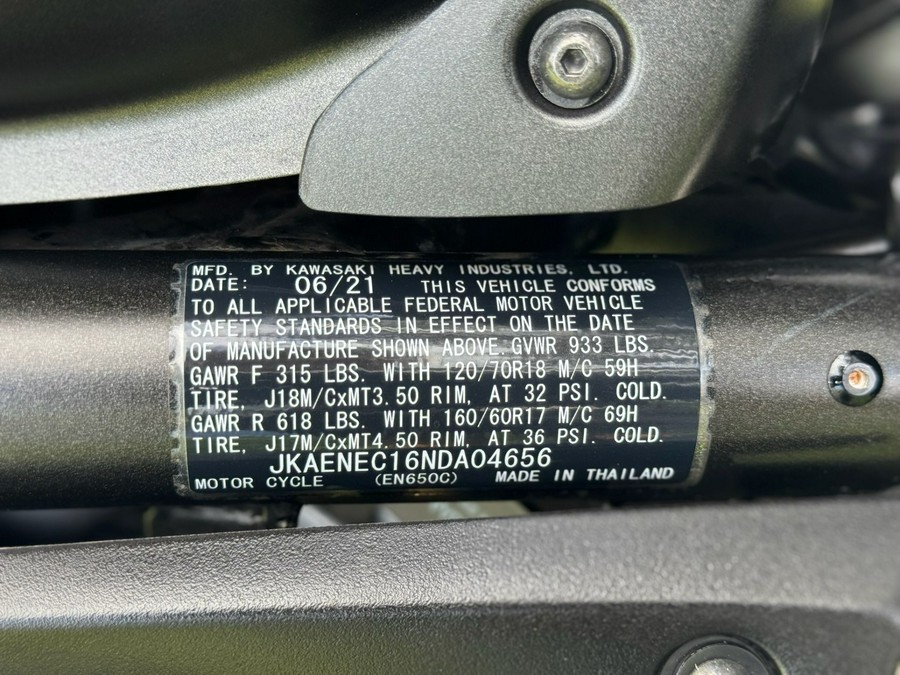 MFD. BY KAWASAKI HEAVY INDUSTRIES, LTD.
DATE: 06/21 THIS VEHICLE CONFORMS
TO ALL APPLICABLE FEDERAL MOTOR VEHICLE
SAFETY STANDARDS IN EFFECT ON THE DATE
OF MANUFACTURE SHOWN ABOVE. GVWR 933 LBS.
GAWR F 315 LBS. WITH 120/70R18 M/C 59H
TIRE, J18M/CxMT3.50 RIM, AT 32 PSI. COLD.
GAWR R 618 LBS. WITH 160/60R17 M/C 69H
TIRE, J17M/CxMT4.50 RIM, AT 36 PSI. COLD.
JKAENEC16NDA04656
MOTOR CYCLE (EN650C) MADE IN THAILAND